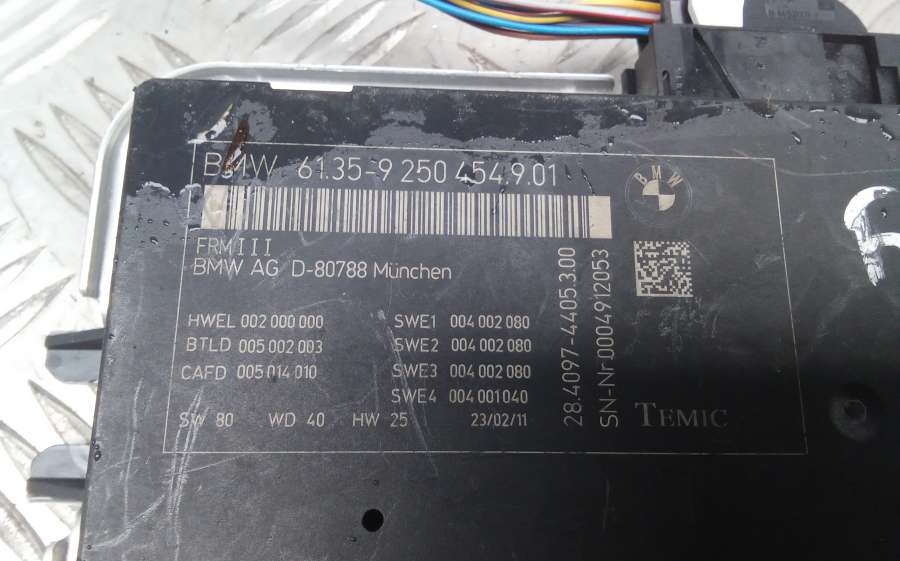 BMW 61.35-9 250 454.9.01
BMW
FRM III
BMW AG D-80788 München
HWEL 002 000 000
BTLD 005 002 003
CAFD 005 014 010
SWE1 004 002 080
SWE2 004 002 080
SWE3 004 002 080
SWE4 004 001 040
SW 80 WD 40 HW 25 23/02/11
28.4097-4405.3.00
SN-Nr0004912053
TEMIC